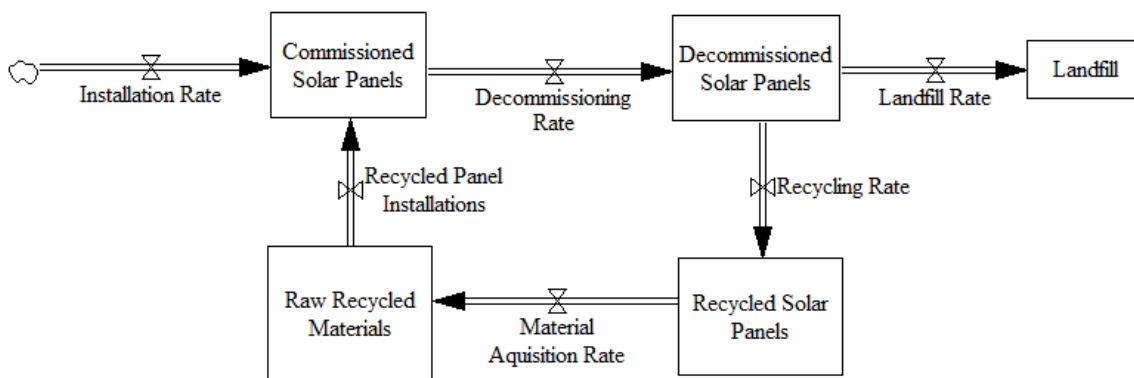 Commissioned
Solar Panels
Decommissioned
Solar Panels
Landfill
Installation Rate
Decommissioning
Rate
Landfill Rate
Recycled Panel
Installations
Recycling Rate
Raw Recycled
Materials
Material
Aquisition Rate
Recycled Solar
Panels